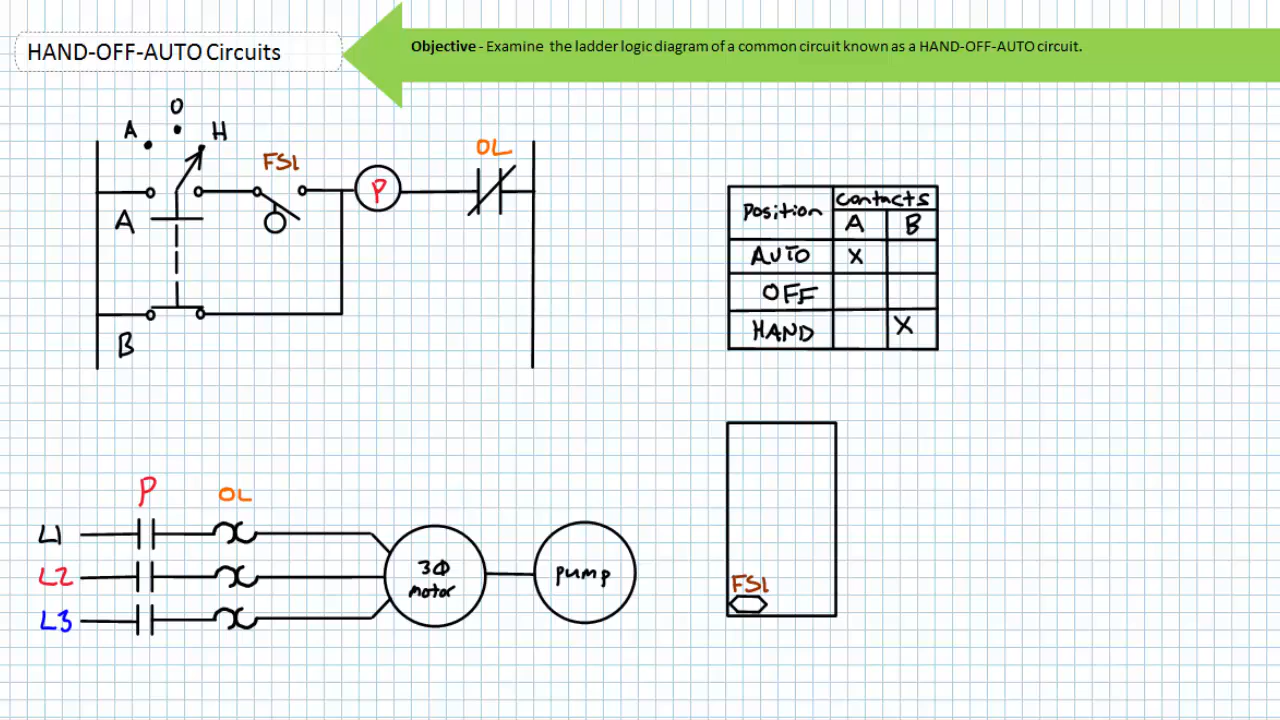 HAND-OFF-AUTO Circuits
Objective - Examine the ladder logic diagram of a common circuit known as a HAND-OFF-AUTO circuit.
O
A
H
FS1
OL
P
A
B
Position
Contacts
A
B
AUTO
X
OFF
HAND
X
P
OL
L1
L2
L3
3Φ
motor
pump
FS1